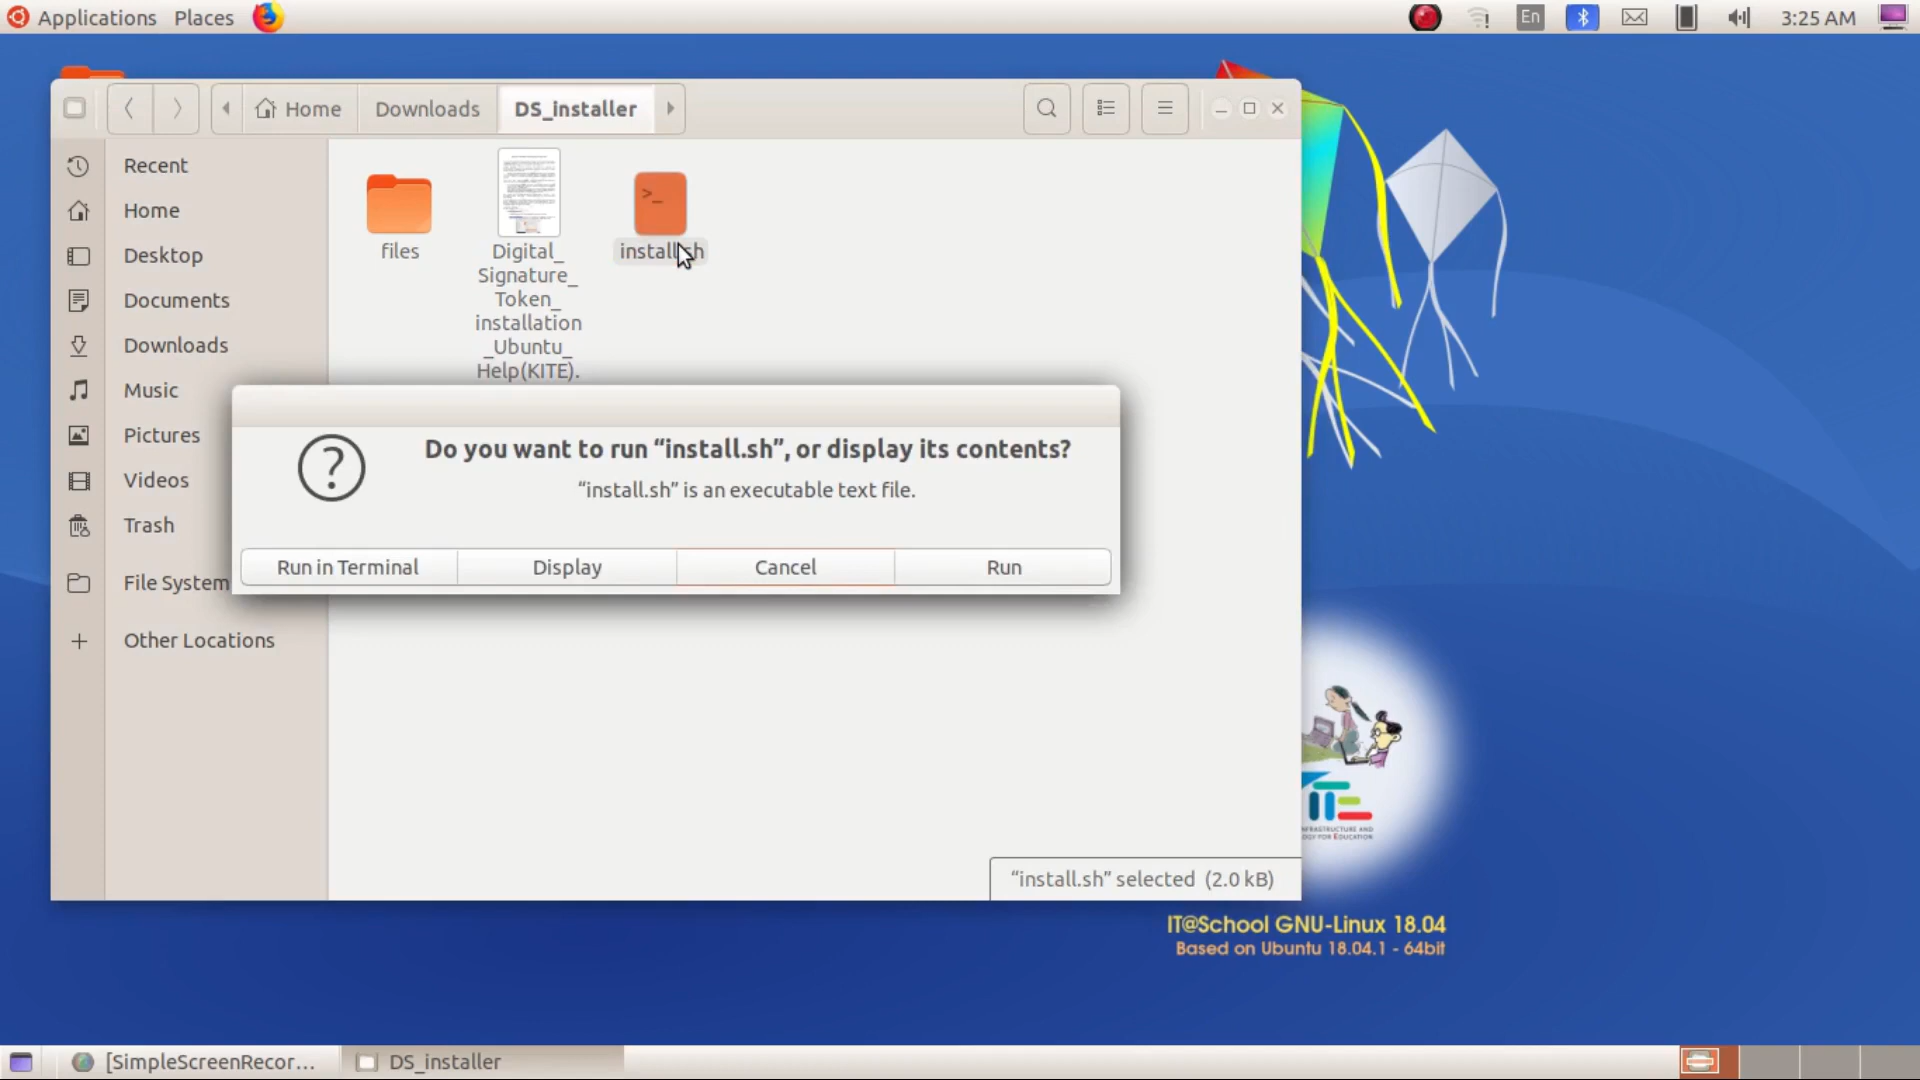 Applications Places En 3:25 AM
Home Downloads DS_installer
Recent
Home
Desktop
Documents
Downloads
Music
Pictures
Videos
Trash
File System
Other Locations
files
Digital_
Signature_
Token_
installation
_Ubuntu_
Help(KITE).
>_
install.sh
Do you want to run “install.sh”, or display its contents?
“install.sh” is an executable text file.
Run in Terminal Display Cancel Run
“install.sh” selected (2.0 kB)
IT@School GNU-Linux 18.04
Based on Ubuntu 18.04.1 - 64bit
[SimpleScreenRecor... DS_installer